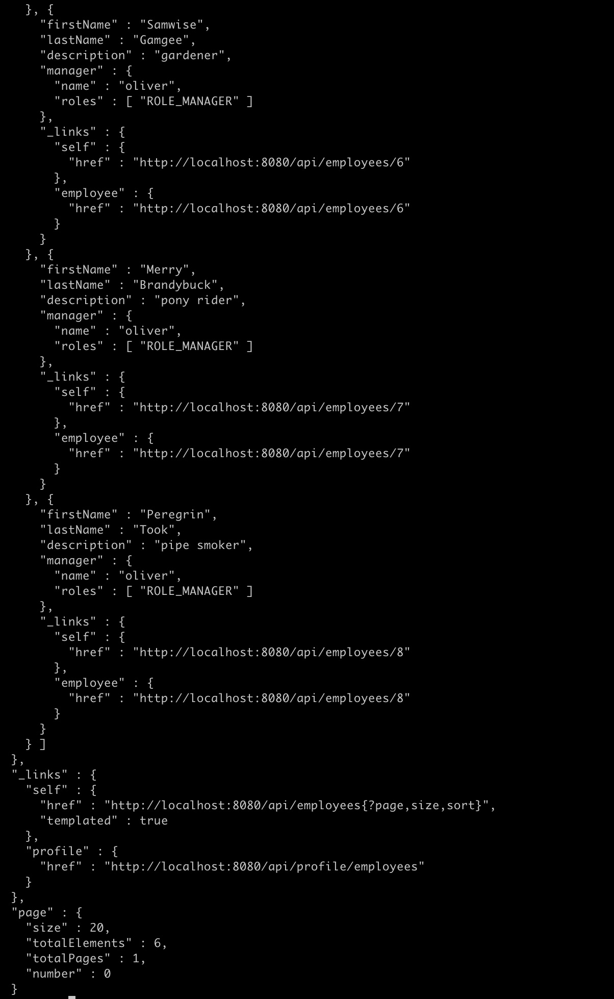 }, {
    "firstName" : "Samwise",
    "lastName" : "Gamgee",
    "description" : "gardener",
    "manager" : {
      "name" : "oliver",
      "roles" : [ "ROLE_MANAGER" ]
    },
    "_links" : {
      "self" : {
        "href" : "http://localhost:8080/api/employees/6"
      },
      "employee" : {
        "href" : "http://localhost:8080/api/employees/6"
      }
    }
  }, {
    "firstName" : "Merry",
    "lastName" : "Brandybuck",
    "description" : "pony rider",
    "manager" : {
      "name" : "oliver",
      "roles" : [ "ROLE_MANAGER" ]
    },
    "_links" : {
      "self" : {
        "href" : "http://localhost:8080/api/employees/7"
      },
      "employee" : {
        "href" : "http://localhost:8080/api/employees/7"
      }
    }
  }, {
    "firstName" : "Peregrin",
    "lastName" : "Took",
    "description" : "pipe smoker",
    "manager" : {
      "name" : "oliver",
      "roles" : [ "ROLE_MANAGER" ]
    },
    "_links" : {
      "self" : {
        "href" : "http://localhost:8080/api/employees/8"
      },
      "employee" : {
        "href" : "http://localhost:8080/api/employees/8"
      }
    }
  } ]
},
"_links" : {
  "self" : {
    "href" : "http://localhost:8080/api/employees{?page,size,sort}",
    "templated" : true
  },
  "profile" : {
    "href" : "http://localhost:8080/api/profile/employees"
  }
},
"page" : {
  "size" : 20,
  "totalElements" : 6,
  "totalPages" : 1,
  "number" : 0
}